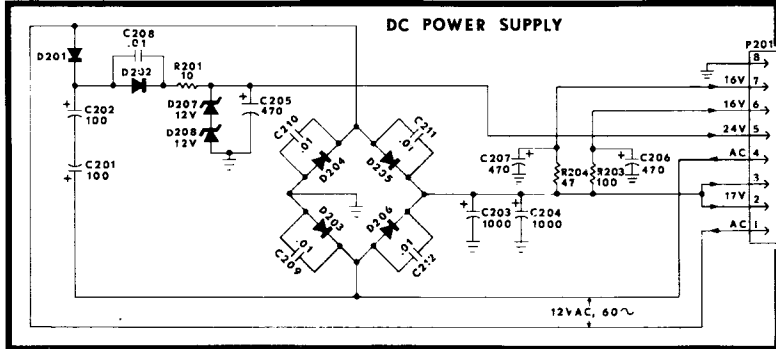 DC POWER SUPPLY
C208
.01
D201
D202
R201
10
P201
8
16V 7
16V 6
24V 5
AC 4
3
17V 2
AC 1
+
C202
100
C201
100
+
D207
12V
D208
12V
+
C205
470
C210
.01
D204
C211
.01
D205
D203
.01
C209
D206
.01
C212
C207
470
+
R204
47
R203
100
+
C206
470
+
C203
1000
+
C204
1000
12VAC, 60~